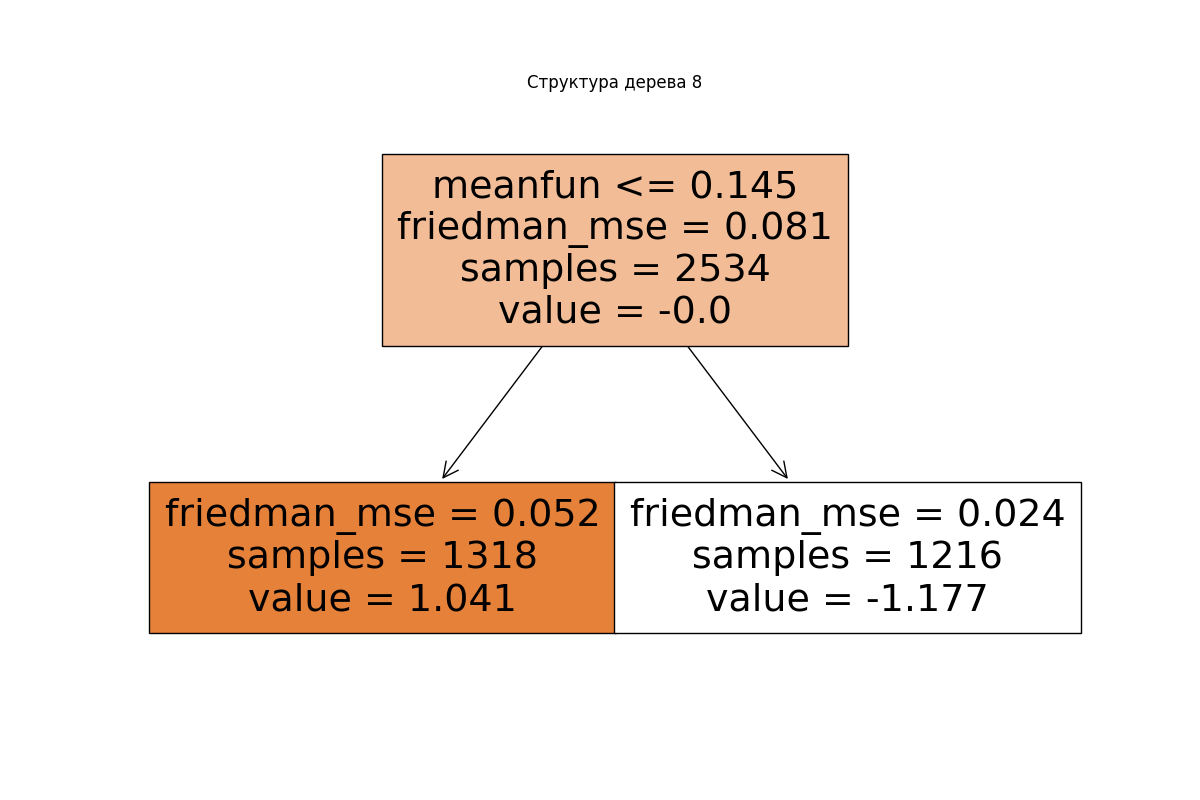 Структура дерева 8
meanfun <= 0.145
friedman_mse = 0.081
samples = 2534
value = -0.0
friedman_mse = 0.052
samples = 1318
value = 1.041
friedman_mse = 0.024
samples = 1216
value = -1.177